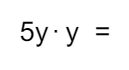 5y · y =